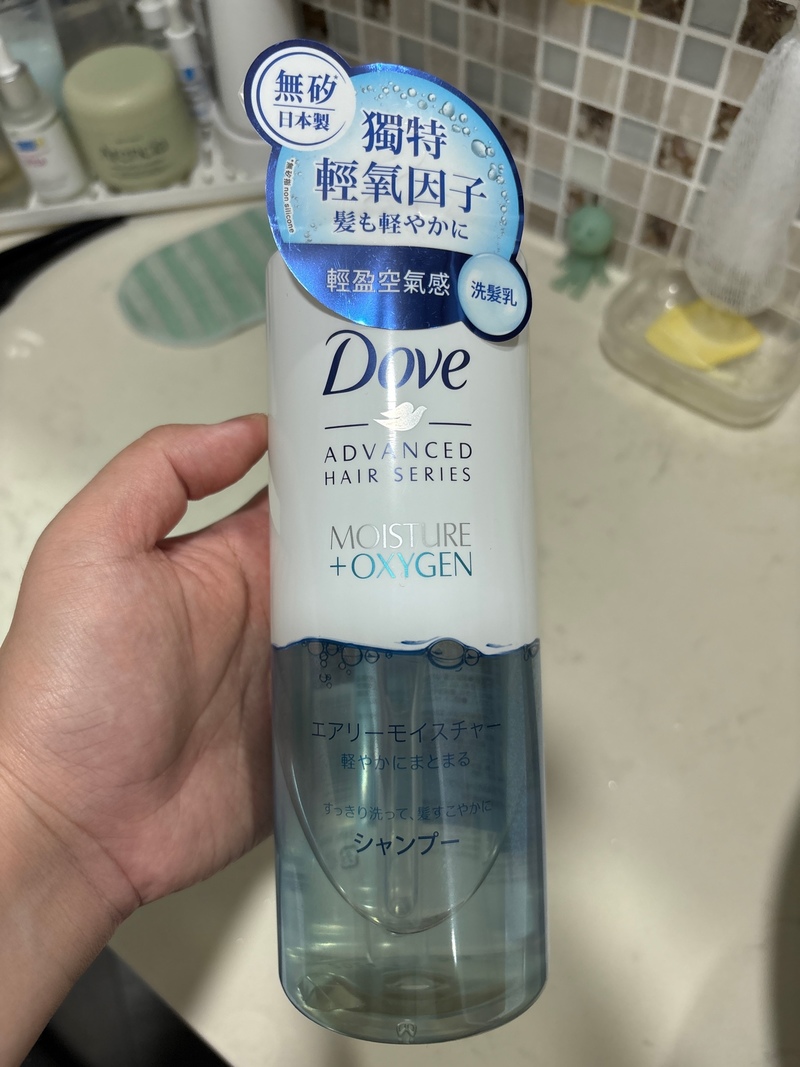 無矽
日本製
獨特
輕氧因子
髪も軽やかに
輕盈空氣感
洗髮乳
Dove
ADVANCED
HAIR SERIES
MOISTURE
+OXYGEN
エアリーモイスチャー
軽やかにまとまる
すっきり洗って、髪すこやかに
シャンプー